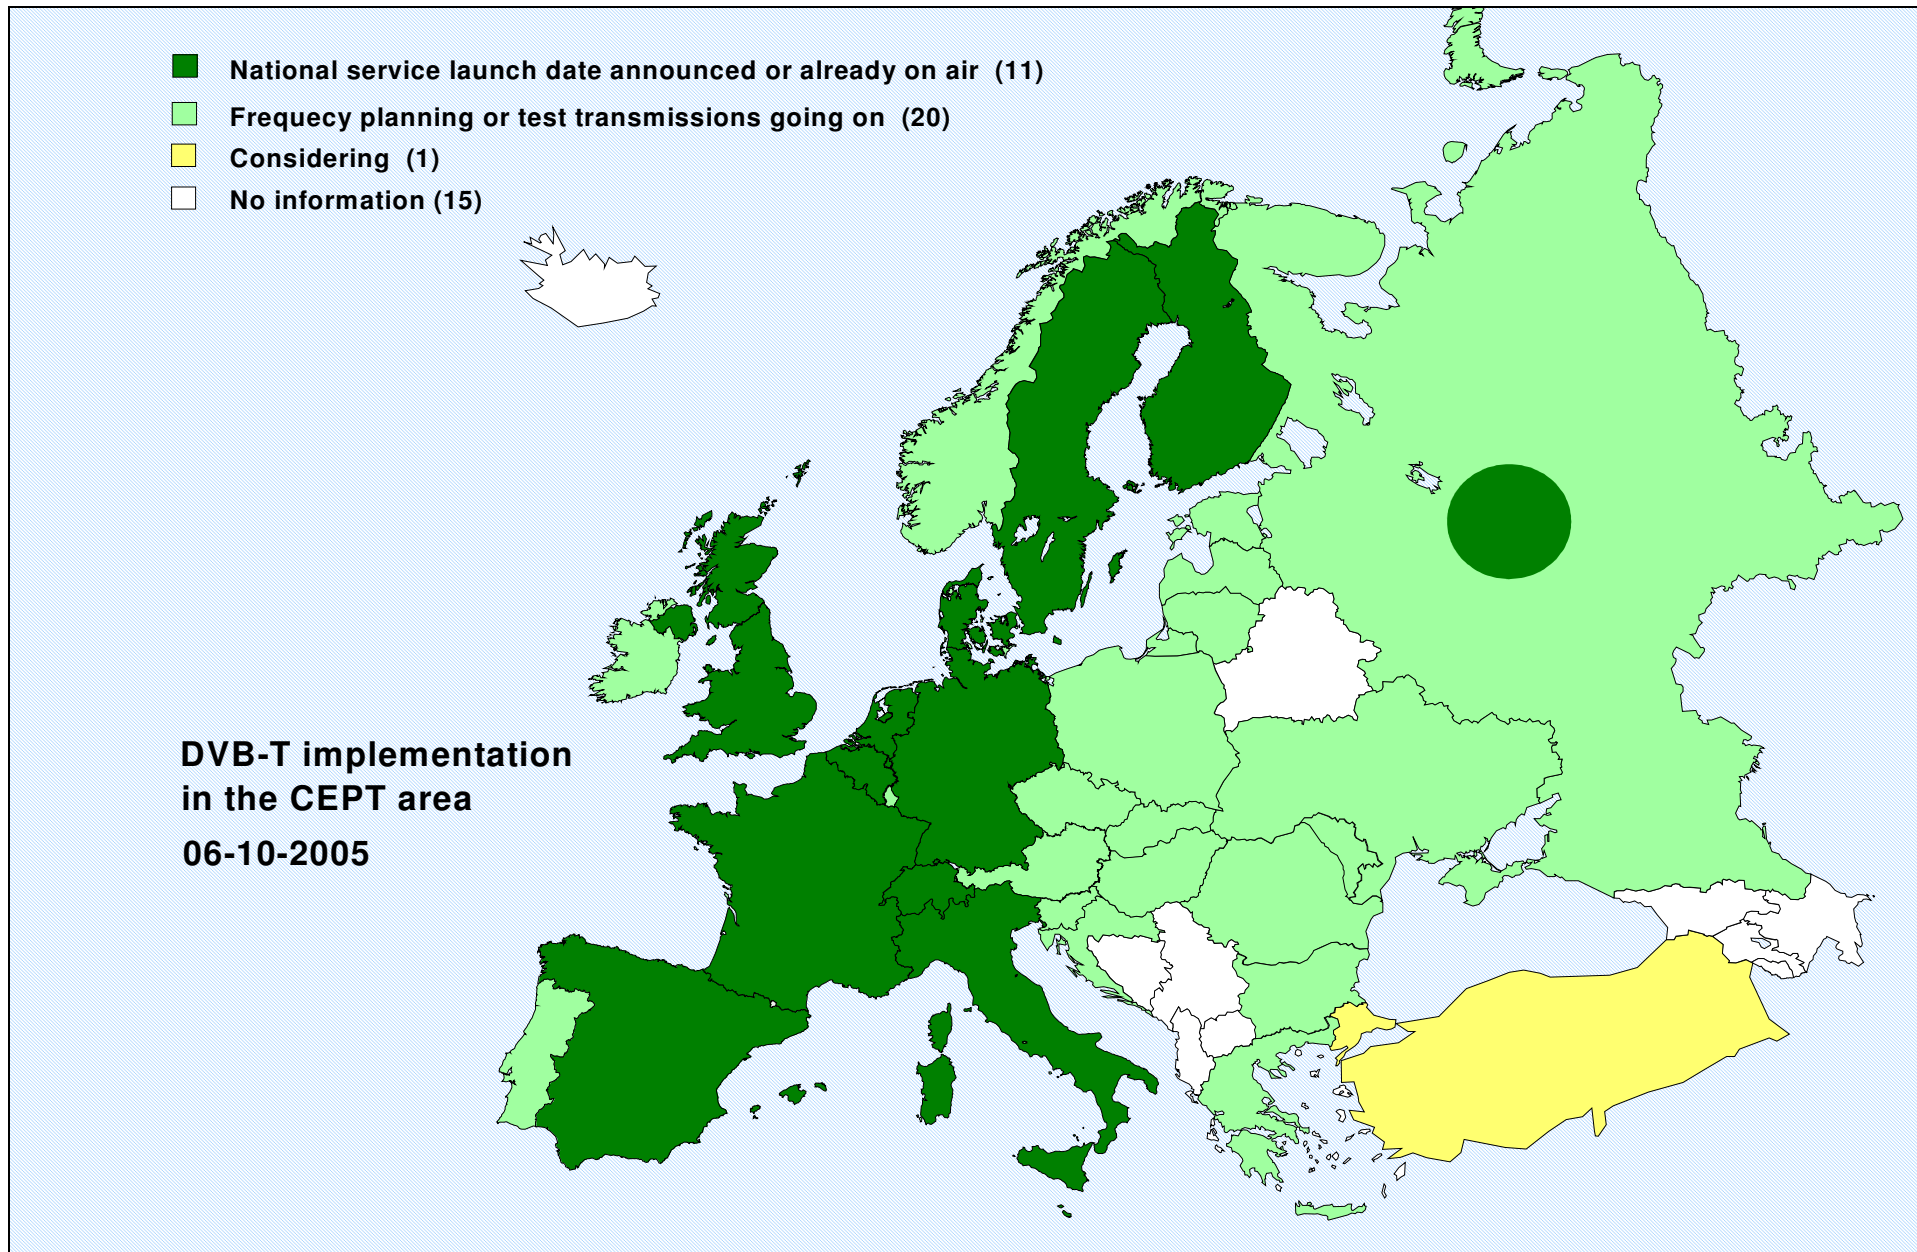 National service launch date announced or already on air (11)
Frequecy planning or test transmissions going on (20)
Considering (1)
No information (15)
DVB-T implementation
in the CEPT area
06-10-2005